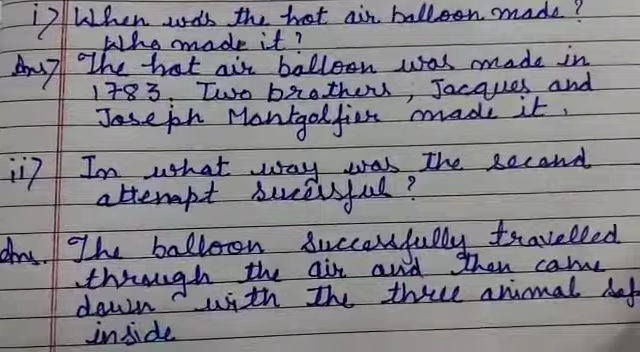 i) When was the hot air balloon made?
Who made it?
Ans) The hot air balloon was made in
1783. Two brothers, Jacques and
Joseph Montgolfier made it.
ii) In what way was the second
attempt sucessful?
Ans. The balloon successfully travelled
through the air and then came
down with the three animal saf
inside